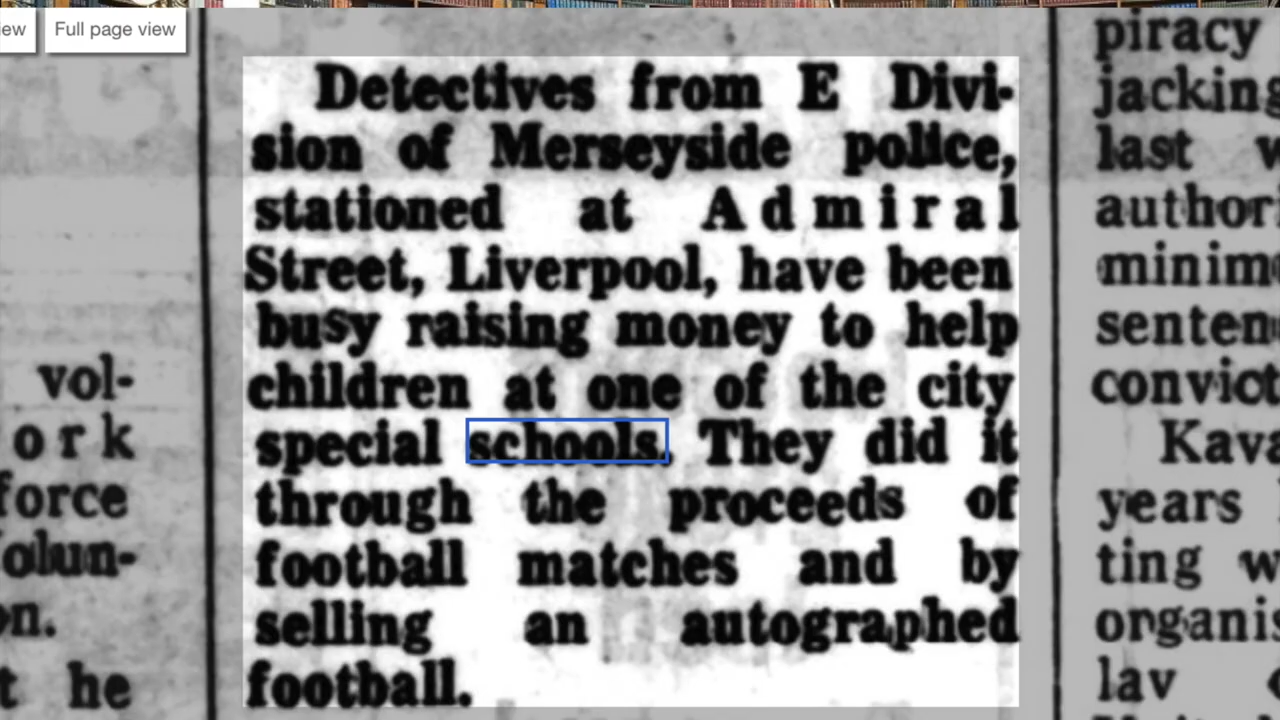 ew
Full page view
Detectives from E Divi-
sion of Merseyside police,
stationed at Admiral
Street, Liverpool, have been
busy raising money to help
children at one of the city
special schools. They did it
through the proceeds of
football matches and by
selling an autographed
football.
vol-
ork
force
olun-
on.
t he
piracy
jacking
last w
author
minim
senten
convict
Kava
years
ting w
organis
lav